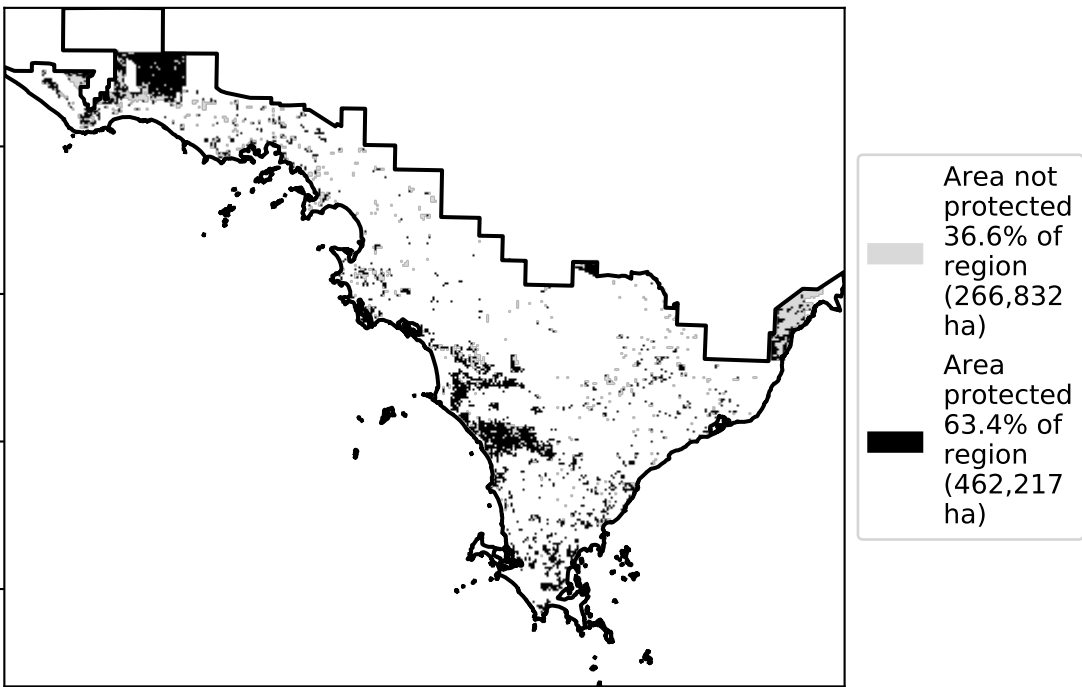 Area not
protected
36.6% of
region
(266,832
ha)
Area
protected
63.4% of
region
(462,217
ha)